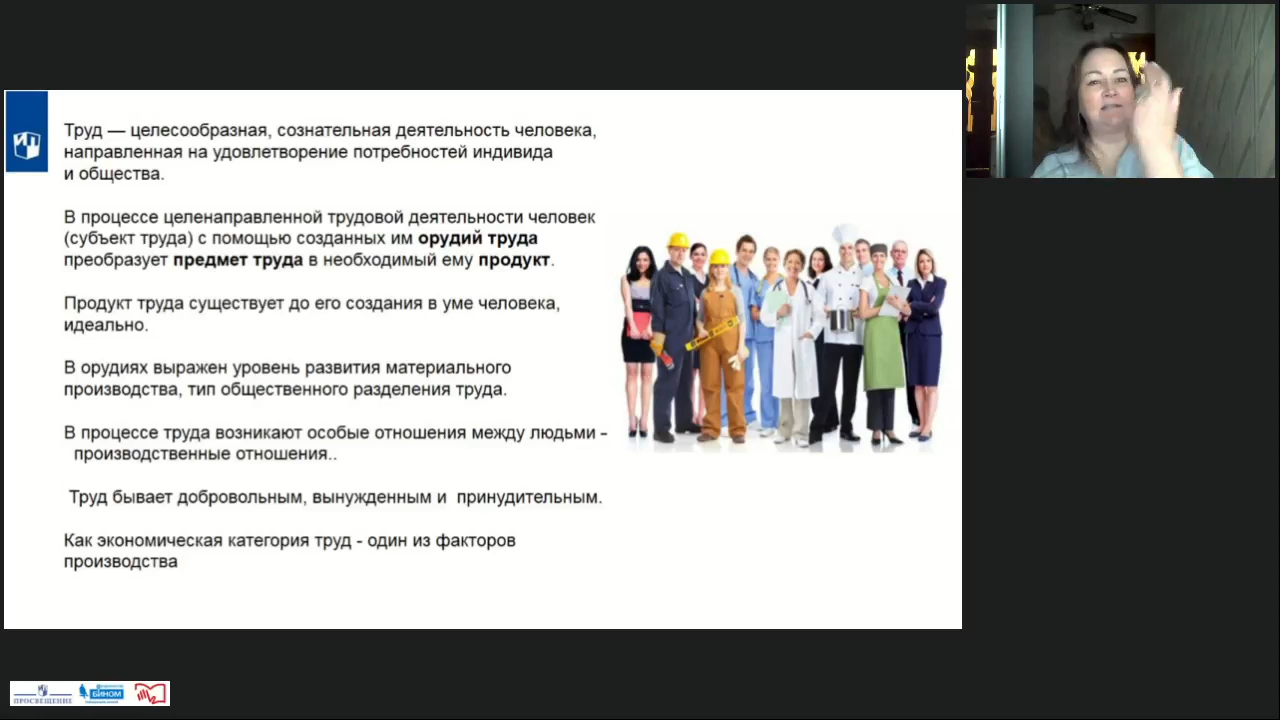 Труд — целесообразная, сознательная деятельность человека,
направленная на удовлетворение потребностей индивида
и общества.
В процессе целенаправленной трудовой деятельности человек
(субъект труда) с помощью созданных им орудий труда
преобразует предмет труда в необходимый ему продукт.
Продукт труда существует до его создания в уме человека,
идеально.
В орудиях выражен уровень развития материального
производства, тип общественного разделения труда.
В процессе труда возникают особые отношения между людьми –
производственные отношения..
Труд бывает добровольным, вынужденным и  принудительным.
Как экономическая категория труд - один из факторов
производства
ПРОСВЕЩЕНИЕ
БИНОМ